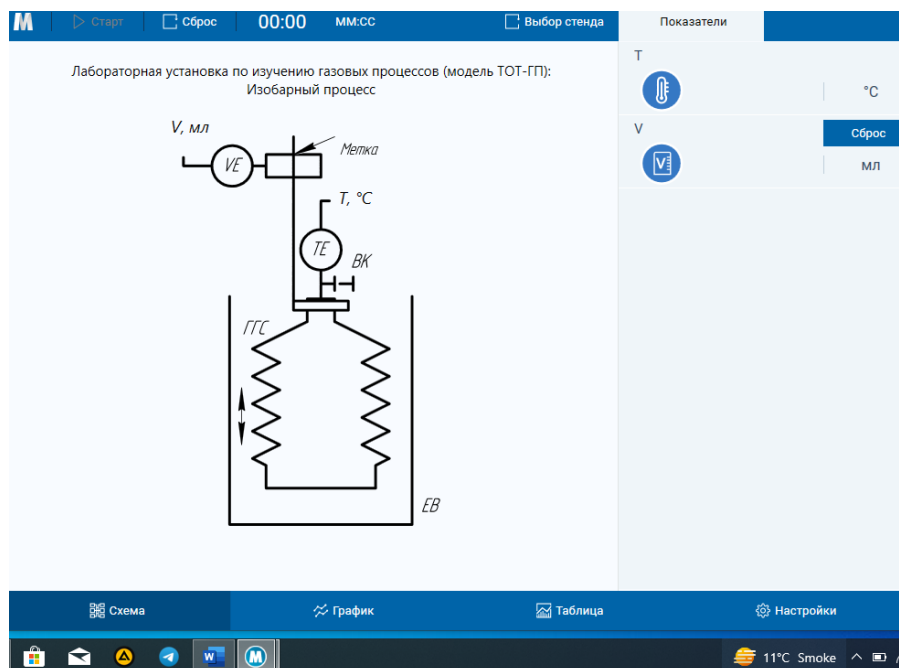 M
Старт
Сброс
00:00
ММ:СС
Выбор стенда
Показатели
Лабораторная установка по изучению газовых процессов (модель ТОТ-ГП):
Изобарный процесс
T
°C
V
Сброс
V
мл
V, мл
Метка
VE
T, °C
TE
ВК
ГГС
ЕВ
Схема
График
Таблица
Настройки
W
M
11°C Smoke